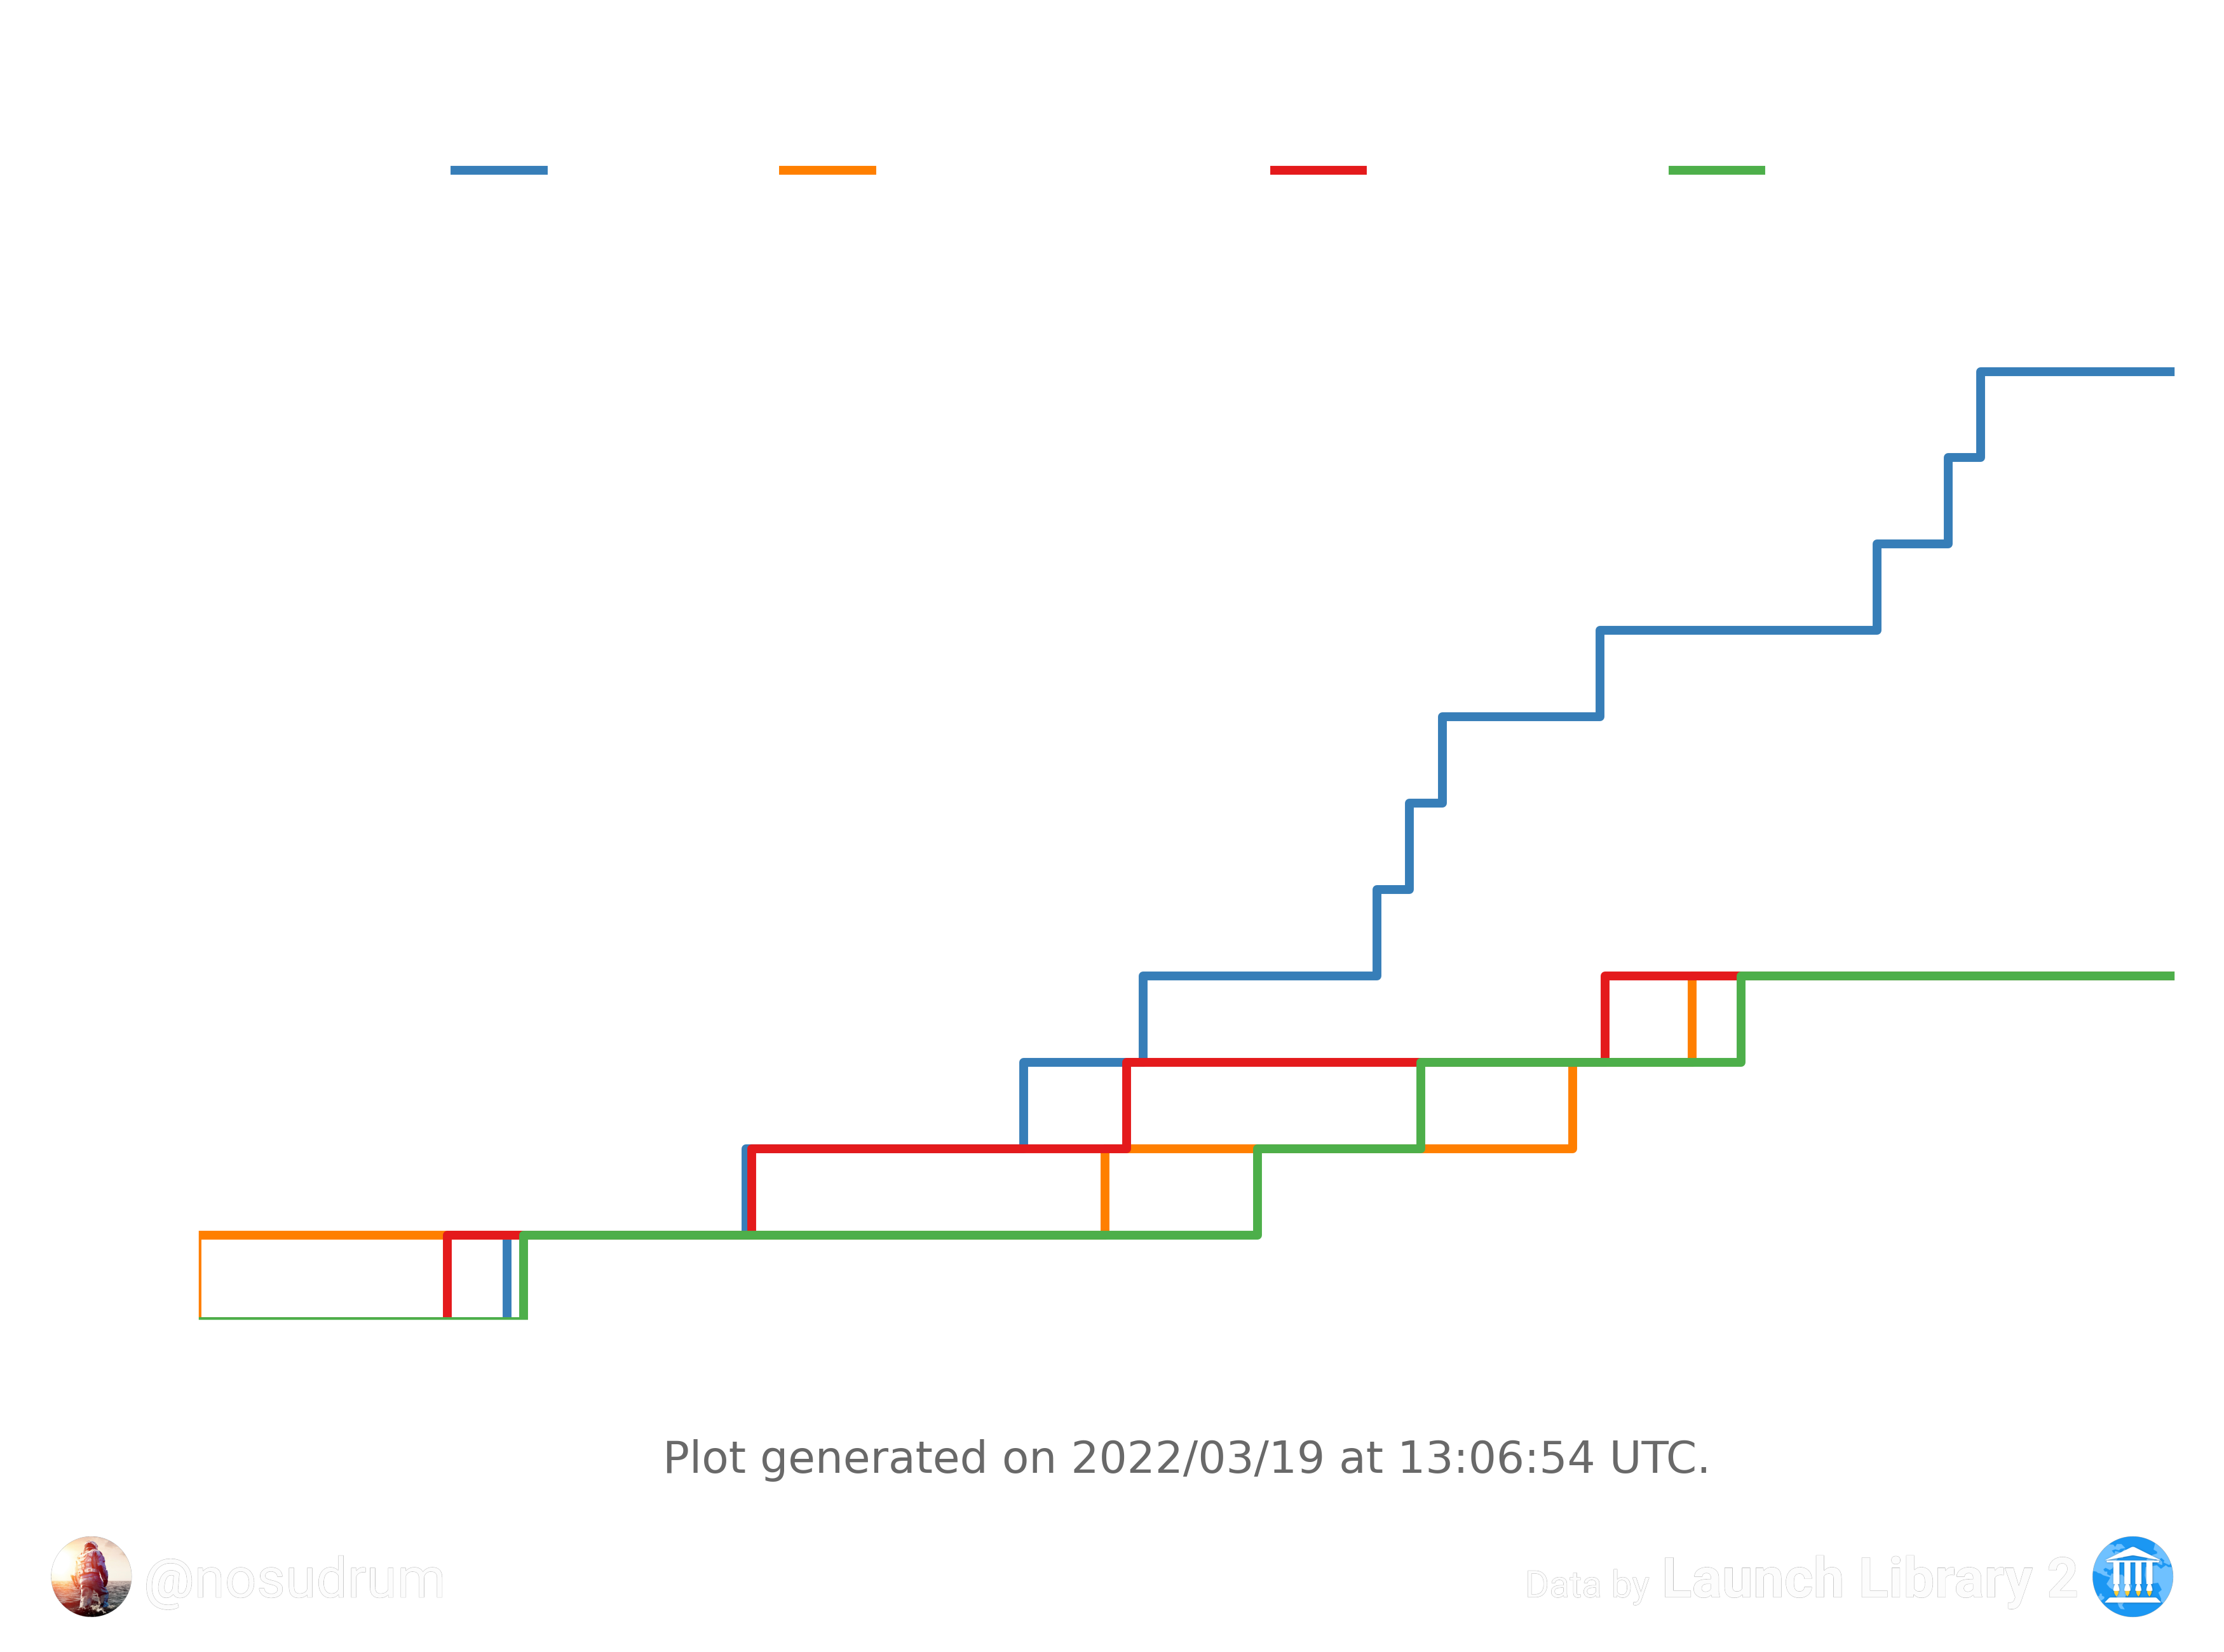 Plot generated on 2022/03/19 at 13:06:54 UTC.
@nosudrum
Data by Launch Library 2